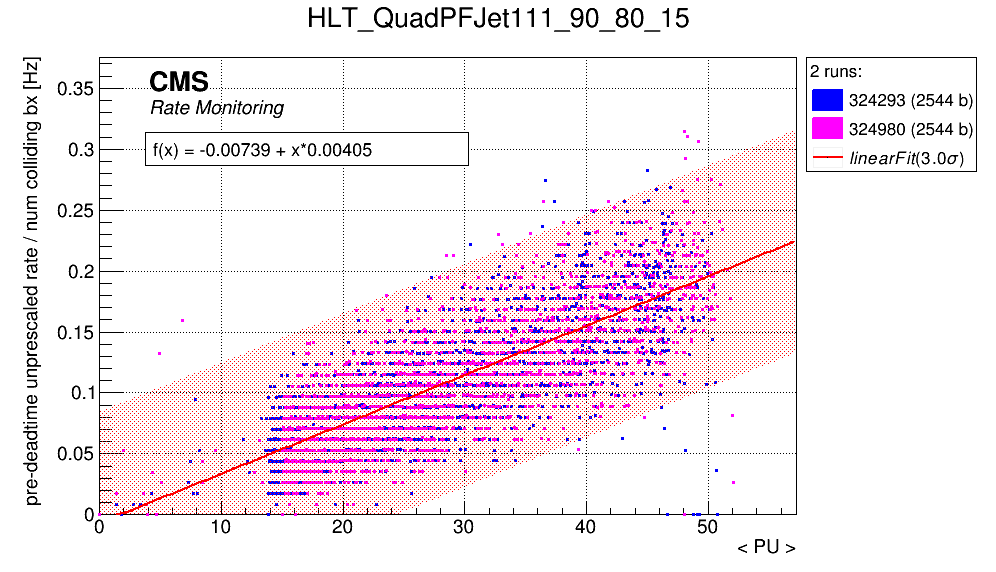 HLT_QuadPFJet111_90_80_15
pre-deadtime unprescaled rate / num colliding bx [Hz]
0.35
0.3
0.25
0.2
0.15
0.1
0.05
0
CMS
Rate Monitoring
f(x) = -0.00739 + x*0.00405
0 10 20 30 40 50
< PU >
2 runs:
324293 (2544 b)
324980 (2544 b)
linearFit(3.0σ)